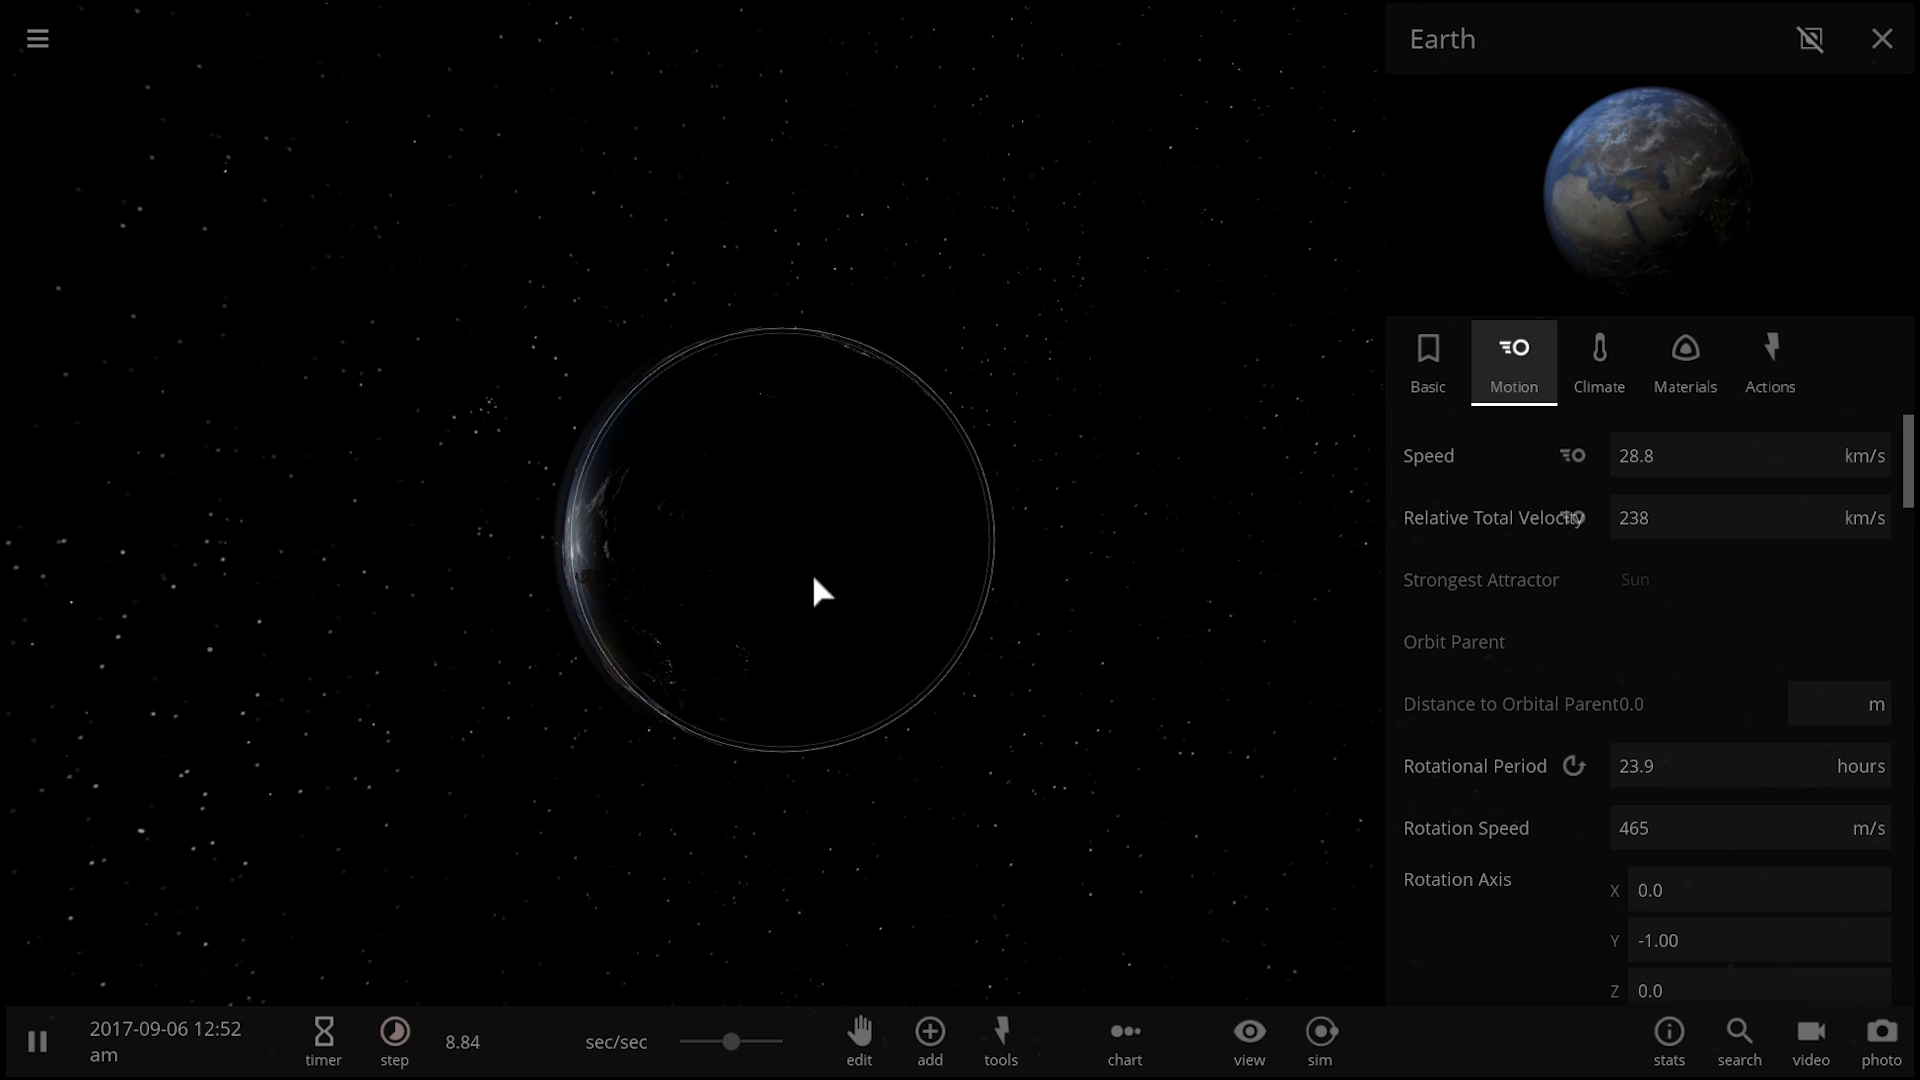 Earth
Basic
Motion
Climate
Materials
Actions
Speed 28.8 km/s
Relative Total Velocity 238 km/s
Strongest Attractor Sun
Orbit Parent
Distance to Orbital Parent 0.0 m
Rotational Period 23.9 hours
Rotation Speed 465 m/s
Rotation Axis X 0.0
Y -1.00
Z 0.0
2017-09-06 12:52
am
timer
step
8.84 sec/sec
edit
add
tools
chart
view
sim
stats
search
video
photo